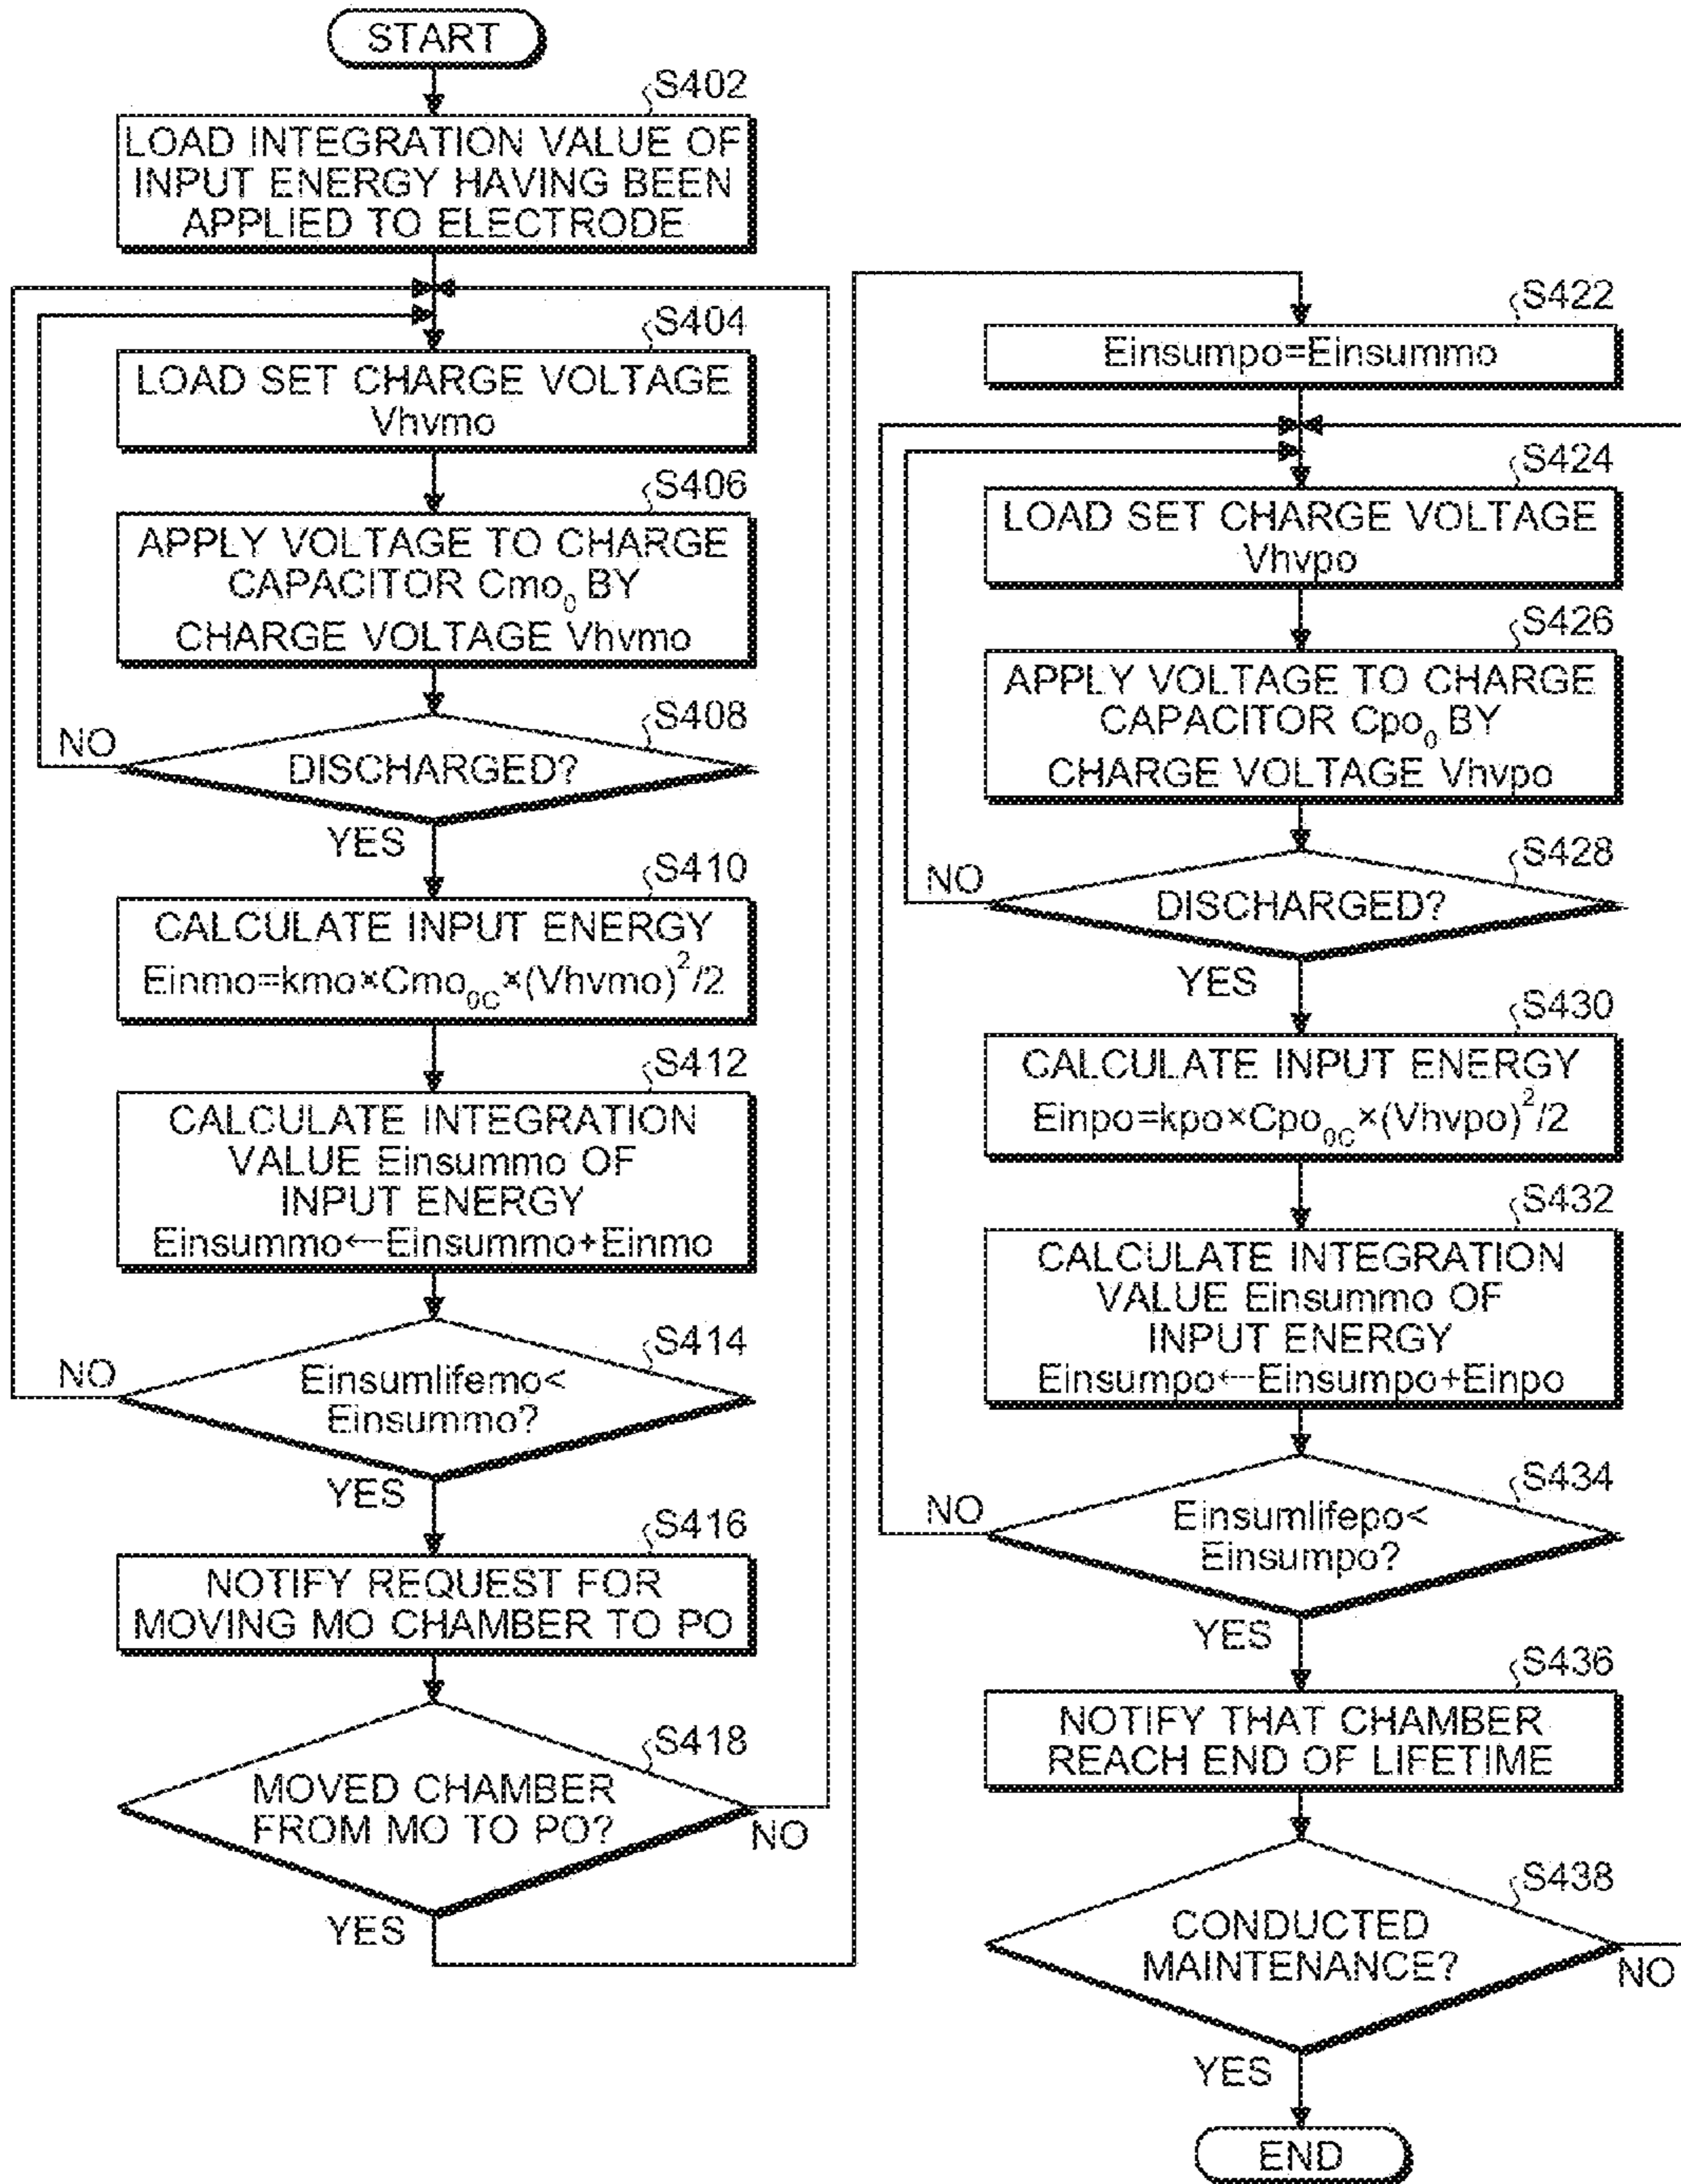 START
S402
LOAD INTEGRATION VALUE OF
INPUT ENERGY HAVING BEEN
APPLIED TO ELECTRODE
S404
LOAD SET CHARGE VOLTAGE
Vhvmo
S406
APPLY VOLTAGE TO CHARGE
CAPACITOR Cmo₀ BY
CHARGE VOLTAGE Vhvmo
S408
NO
DISCHARGED?
YES
S410
CALCULATE INPUT ENERGY
Einmo=kmo×Cmo₀C×(Vhvmo)²/2
S412
CALCULATE INTEGRATION
VALUE Einsummo OF
INPUT ENERGY
Einsummo←Einsummo+Einmo
S414
NO
Einsumlifemo<
Einsummo?
YES
S416
NOTIFY REQUEST FOR
MOVING MO CHAMBER TO PO
S418
MOVED CHAMBER
FROM MO TO PO?
NO
YES
S422
Einsumpo=Einsummo
S424
LOAD SET CHARGE VOLTAGE
Vhvpo
S426
APPLY VOLTAGE TO CHARGE
CAPACITOR Cpo₀ BY
CHARGE VOLTAGE Vhvpo
S428
NO
DISCHARGED?
YES
S430
CALCULATE INPUT ENERGY
Einpo=kpo×Cpo₀C×(Vhvpo)²/2
S432
CALCULATE INTEGRATION
VALUE Einsummo OF
INPUT ENERGY
Einsumpo←Einsumpo+Einpo
S434
NO
Einsumlifepo<
Einsumpo?
YES
S436
NOTIFY THAT CHAMBER
REACH END OF LIFETIME
S438
CONDUCTED
MAINTENANCE?
NO
YES
END